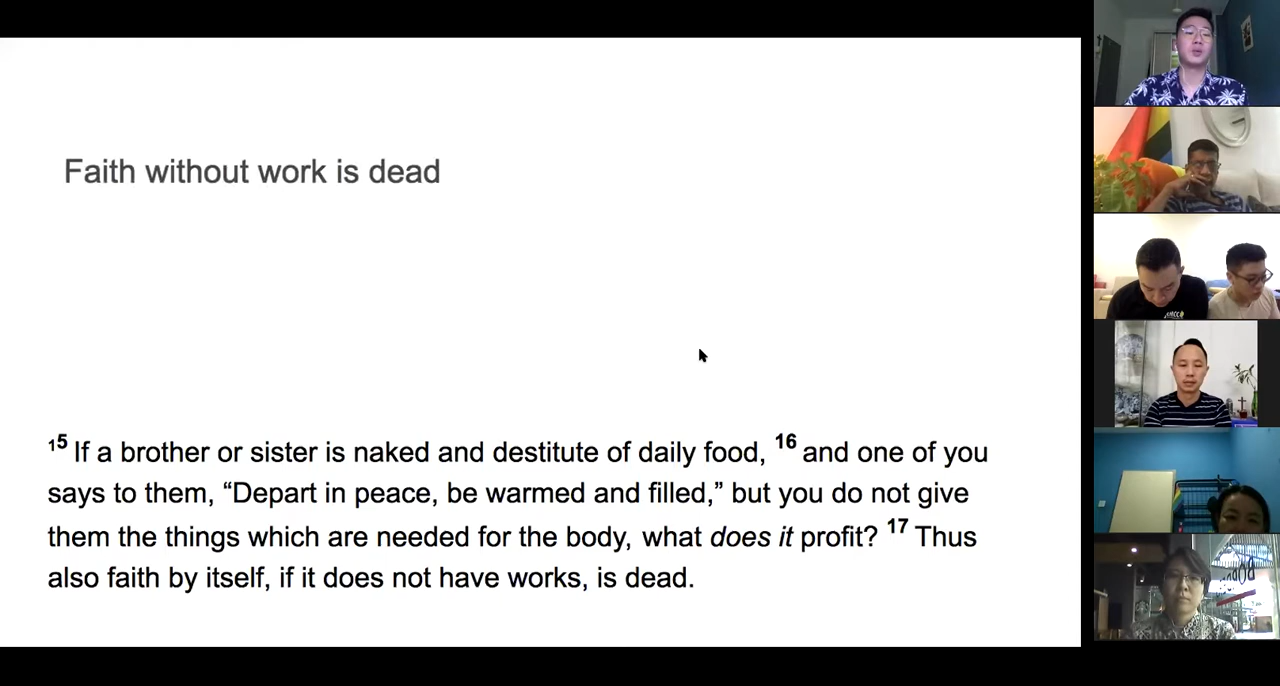 Faith without work is dead
15 If a brother or sister is naked and destitute of daily food, 16 and one of you
says to them, “Depart in peace, be warmed and filled,” but you do not give
them the things which are needed for the body, what does it profit? 17 Thus
also faith by itself, if it does not have works, is dead.